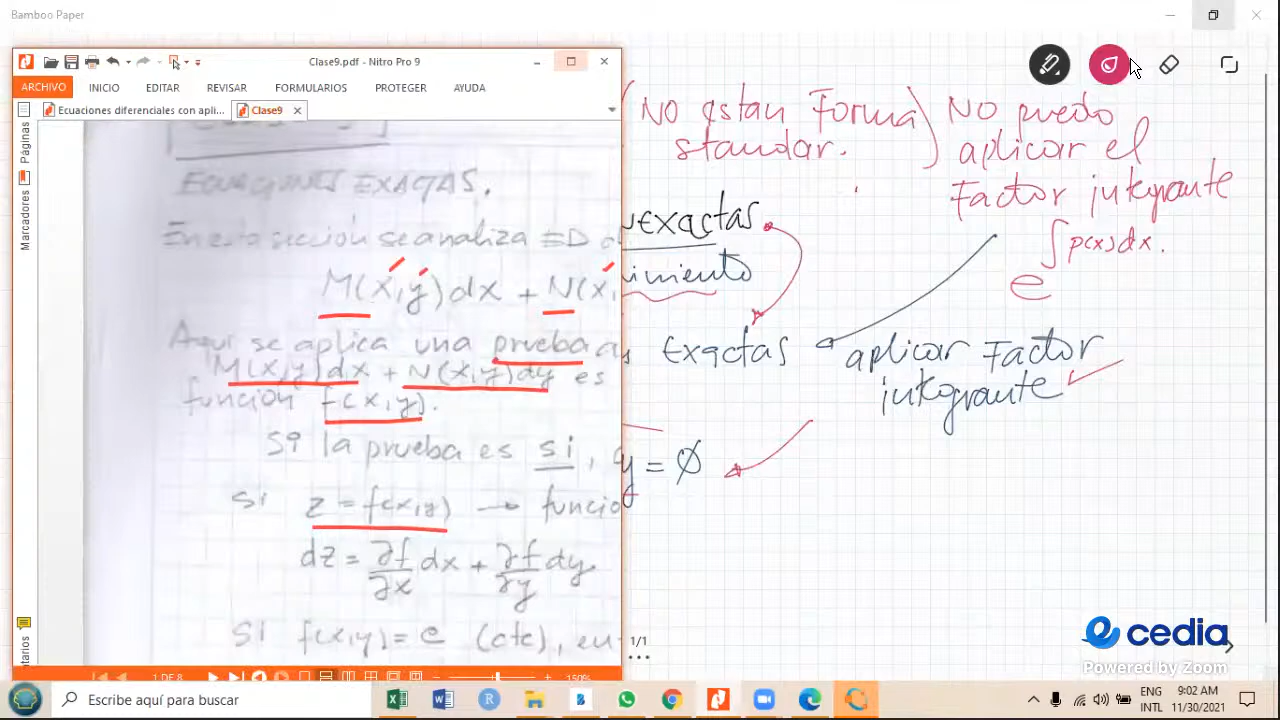 Bamboo Paper
Clase9.pdf - Nitro Pro 9
ARCHIVO INICIO EDITAR REVISAR FORMULARIOS PROTEGER AYUDA
Ecuaciones diferenciales con apli... Clase9
Páginas
Marcadores
ECUACIONES EXACTAS.
En esta sección se analiza ED
M(x,y)dx + N(x,
Aquí se aplica una prueba
M(x,y)dx + N(x,y)dy es
función f(x,y).
Si la prueba es si,
Si z = f(x,y) → funcio
dz = ∂f/∂x dx + ∂f/∂y dy
Si f(x,y) = c (cte), en
1 DE 8
150%
(No estan Forma
standar.)
No puedo
aplicar el
Factor integrante
e^∫p(x)dx.
exactas
imiento
Exactas
aplicar Factor
integrante
y = Ø
1/1
cedia
Powered by Zoom
Escribe aquí para buscar
ENG
INTL
9:02 AM
11/30/2021